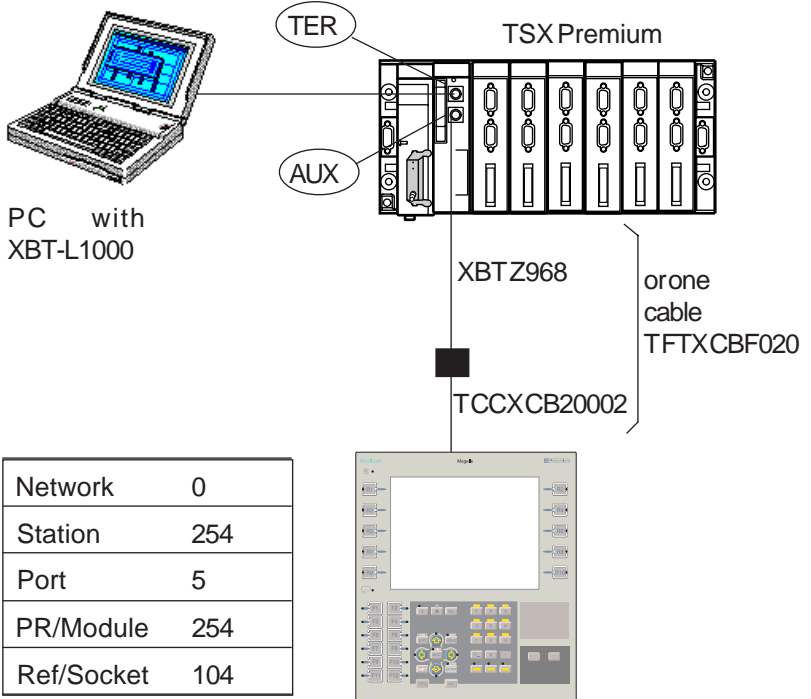 TER
TSX Premium
AUX
PC with
XBT-L1000
XBTZ968
orone
cable
TFTXCBF020
TCCXCB20002
Magelis
Network 0
Station 254
Port 5
PR/Module 254
Ref/Socket 104